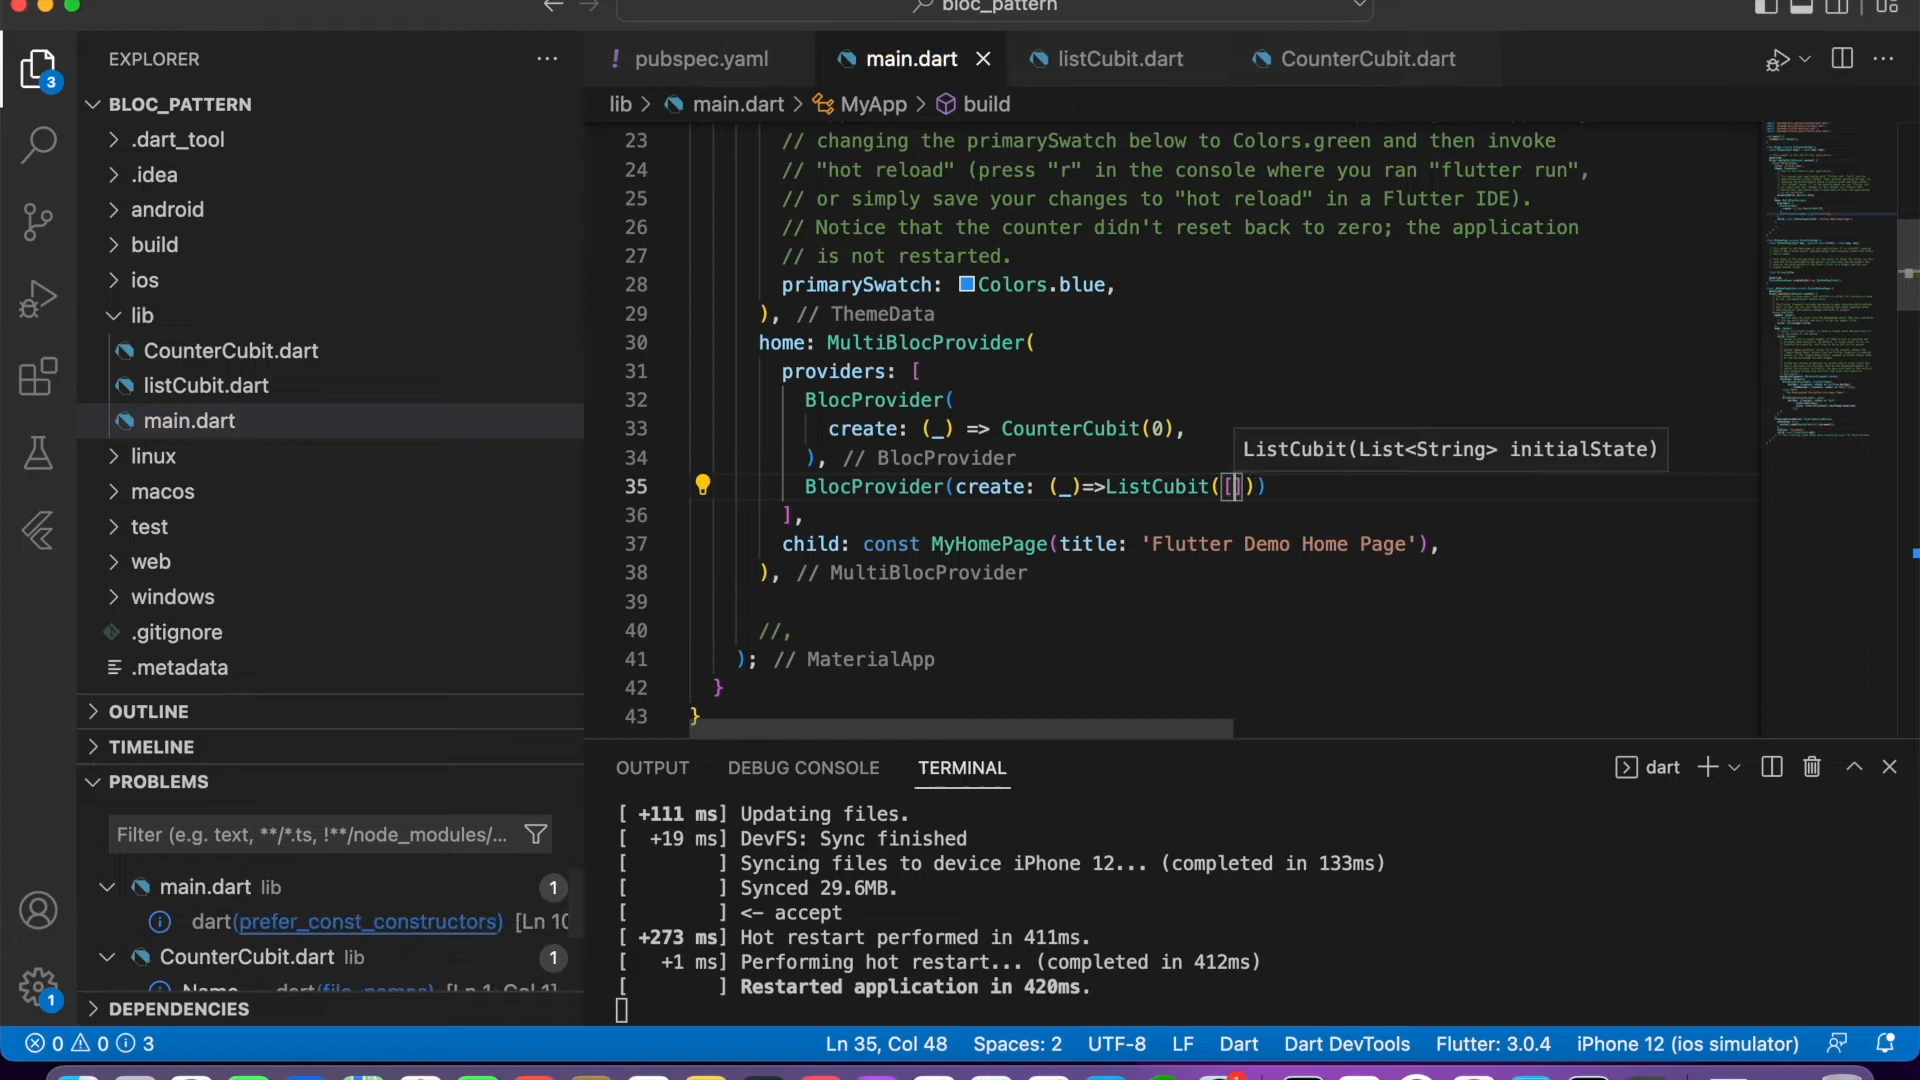 bloc_pattern
EXPLORER
pubspec.yaml
main.dart
listCubit.dart
CounterCubit.dart
3
BLOC_PATTERN
lib > main.dart > MyApp > build
.dart_tool
.idea
android
build
ios
lib
CounterCubit.dart
listCubit.dart
main.dart
linux
macos
test
web
windows
.gitignore
.metadata
OUTLINE
TIMELINE
PROBLEMS
Filter (e.g. text, **/*.ts, !**/node_modules/...
main.dart lib 1
dart(prefer_const_constructors) [Ln 10
CounterCubit.dart lib 1
DEPENDENCIES
1
23 // changing the primarySwatch below to Colors.green and then invoke
24 // "hot reload" (press "r" in the console where you ran "flutter run",
25 // or simply save your changes to "hot reload" in a Flutter IDE).
26 // Notice that the counter didn't reset back to zero; the application
27 // is not restarted.
28 primarySwatch: Colors.blue,
29 ), // ThemeData
30 home: MultiBlocProvider(
31 providers: [
32 BlocProvider(
33 create: (_) => CounterCubit(0),
34 ), // BlocProvider
ListCubit(List<String> initialState)
35 BlocProvider(create: (_)=>ListCubit([]))
36 ],
37 child: const MyHomePage(title: 'Flutter Demo Home Page'),
38 ), // MultiBlocProvider
39
40 //,
41 ); // MaterialApp
42 }
43 }
OUTPUT DEBUG CONSOLE TERMINAL
dart
[ +111 ms] Updating files.
[ +19 ms] DevFS: Sync finished
[ ] Syncing files to device iPhone 12... (completed in 133ms)
[ ] Synced 29.6MB.
[ ] <- accept
[ +273 ms] Hot restart performed in 411ms.
[ +1 ms] Performing hot restart... (completed in 412ms)
[ ] Restarted application in 420ms.
0 0 3
Ln 35, Col 48 Spaces: 2 UTF-8 LF Dart Dart DevTools Flutter: 3.0.4 iPhone 12 (ios simulator)